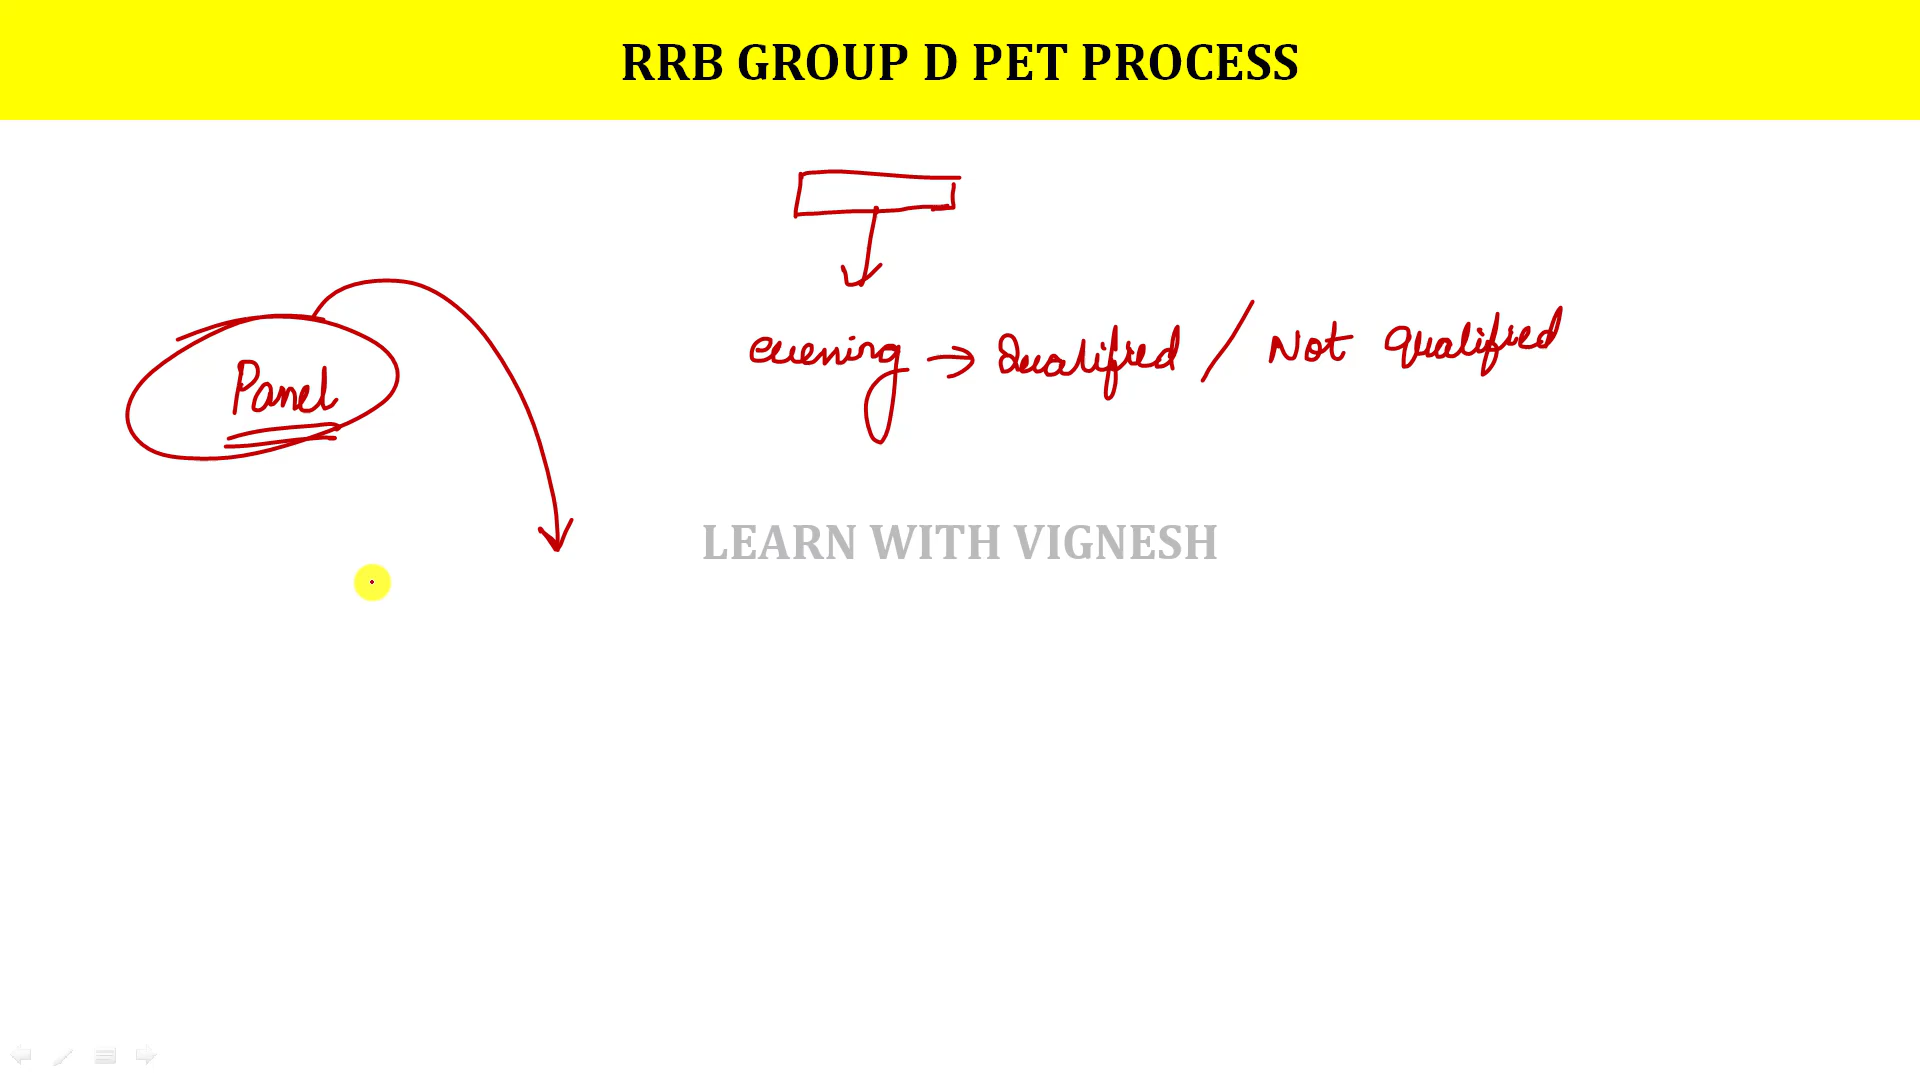 RRB GROUP D PET PROCESS
evening → Qualified / Not qualified
Panel
LEARN WITH VIGNESH